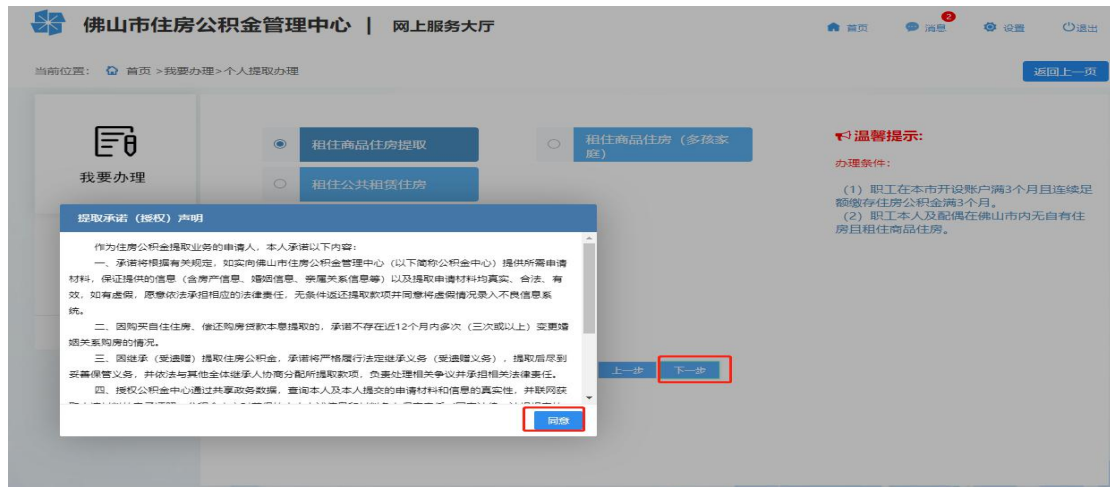 佛山市住房公积金管理中心 | 网上服务大厅
首页
2
消息
设置
退出
当前位置： 首页 >我要办理>个人提取办理
返回上一页
我要办理
租住商品住房提取
租住商品住房（多孩家
庭）
租住公共租赁住房
温馨提示:
办理条件：
（1）职工在本市开设账户满3个月且连续足
额缴存住房公积金满3个月。
（2）职工本人及配偶在佛山市内无自有住
房且租住商品住房。
提取承诺（授权）声明
作为住房公积金提取业务的申请人，本人承诺以下内容：
一、承诺将根据有关规定，如实向佛山市住房公积金管理中心（以下简称公积金中心）提供所需申请
材料，保证提供的信息（含房产信息、婚姻信息、亲属关系信息等）以及提取申请材料均真实、合法、有
效，如有虚假，愿意依法承担相应的法律责任，无条件返还提取款项并同意将虚假情况录入不良信息系
统。
二、因购买自住住房、偿还购房贷款本息提取的，承诺不存在近12个月内多次（三次或以上）变更婚
姻关系购房的情况。
三、因继承（受遗赠）提取住房公积金，承诺将严格履行法定继承义务（受遗赠义务），提取后尽到
妥善保管义务，并依法与其他全体继承人协商分配所提取款项，负责处理相关争议并承担相关法律责任。
四、授权公积金中心通过共享政务数据，查询本人及本人提交的申请材料和信息的真实性，并联网获
同意
上一步
下一步